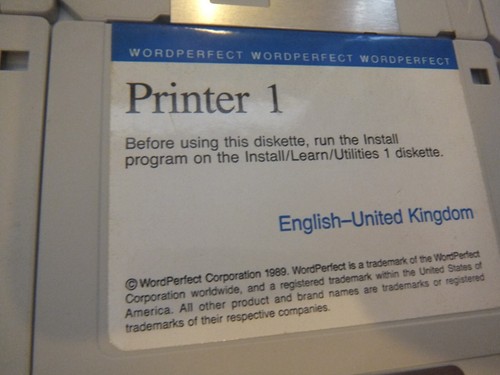 WORDPERFECT WORDPERFECT WORDPERFECT
Printer 1
Before using this diskette, run the Install
program on the Install/Learn/Utilities 1 diskette.
English–United Kingdom
© WordPerfect Corporation 1989. WordPerfect is a trademark of the WordPerfect
Corporation worldwide, and a registered trademark within the United States of
America. All other product and brand names are trademarks or registered
trademarks of their respective companies.